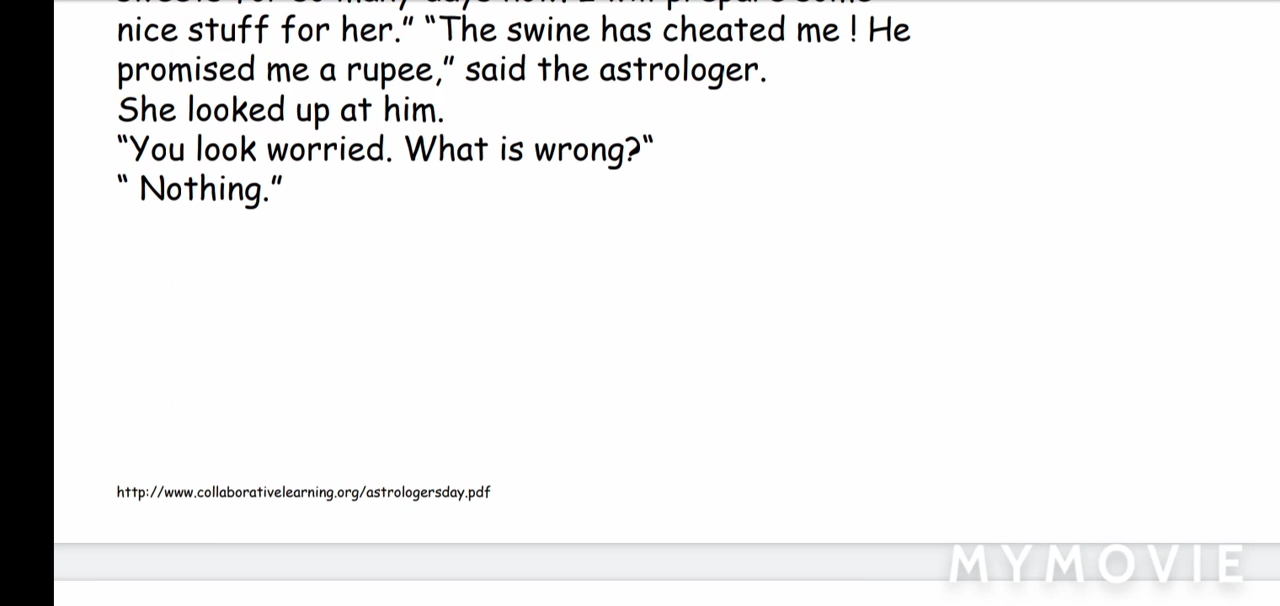 nice stuff for her.” “The swine has cheated me ! He
promised me a rupee,” said the astrologer.
She looked up at him.
“You look worried. What is wrong?“
“ Nothing.”
http://www.collaborativelearning.org/astrologersday.pdf
MYMOVIE